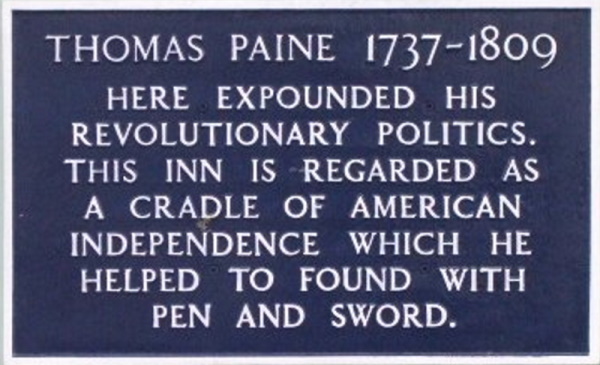 THOMAS PAINE 1737-1809
HERE EXPOUNDED HIS
REVOLUTIONARY POLITICS.
THIS INN IS REGARDED AS
A CRADLE OF AMERICAN
INDEPENDENCE WHICH HE
HELPED TO FOUND WITH
PEN AND SWORD.